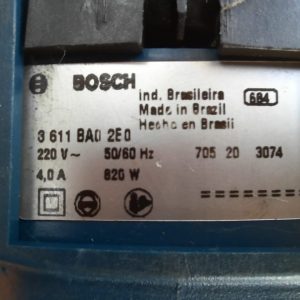 BOSCH
Ind. Brasileira 684
Made in Brazil
Hecho en Brasil
3 611 BA0 2E0
220 V~ 50/60 Hz 705 20 3074
4,0 A 820 W